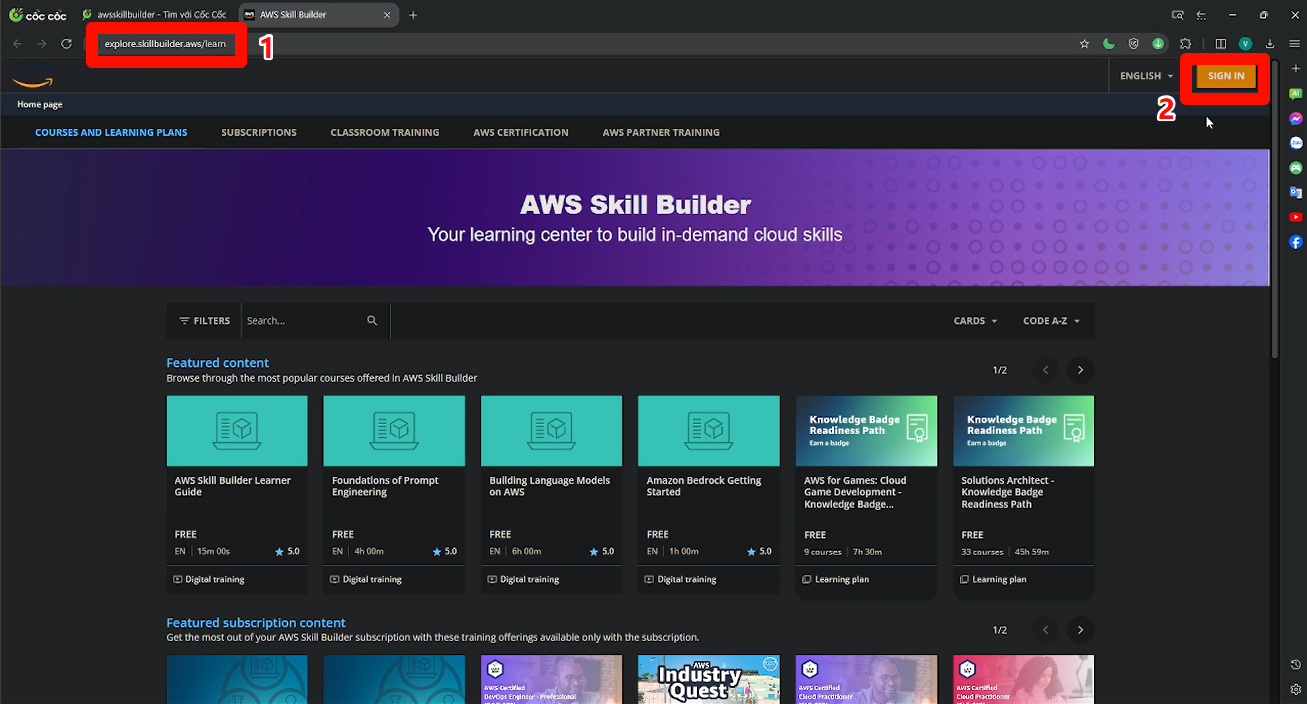 cốc cốc
awsskillbuilder - Tìm với Cốc Cốc
AWS Skill Builder
explore.skillbuilder.aws/learn
1
ENGLISH
SIGN IN
2
Home page
COURSES AND LEARNING PLANS
SUBSCRIPTIONS
CLASSROOM TRAINING
AWS CERTIFICATION
AWS PARTNER TRAINING
AWS Skill Builder
Your learning center to build in-demand cloud skills
FILTERS
Search...
CARDS
CODE A-Z
Featured content
Browse through the most popular courses offered in AWS Skill Builder
1/2
AWS Skill Builder Learner
Guide
FREE
EN 15m 00s 5.0
Digital training
Foundations of Prompt
Engineering
FREE
EN 4h 00m 5.0
Digital training
Building Language Models
on AWS
FREE
EN 6h 00m 5.0
Digital training
Amazon Bedrock Getting
Started
FREE
EN 1h 00m 5.0
Digital training
Knowledge Badge
Readiness Path
Earn a badge
AWS for Games: Cloud
Game Development -
Knowledge Badge...
FREE
9 courses 7h 30m
Learning plan
Knowledge Badge
Readiness Path
Earn a badge
Solutions Architect -
Knowledge Badge
Readiness Path
FREE
33 courses 45h 59m
Learning plan
Featured subscription content
Get the most out of your AWS Skill Builder subscription with these training offerings available only with the subscription.
1/2
AWS Certified
DevOps Engineer - Professional
AWS
Industry
Quest
AWS Certified
Cloud Practitioner
AWS Certified
Cloud Practitioner